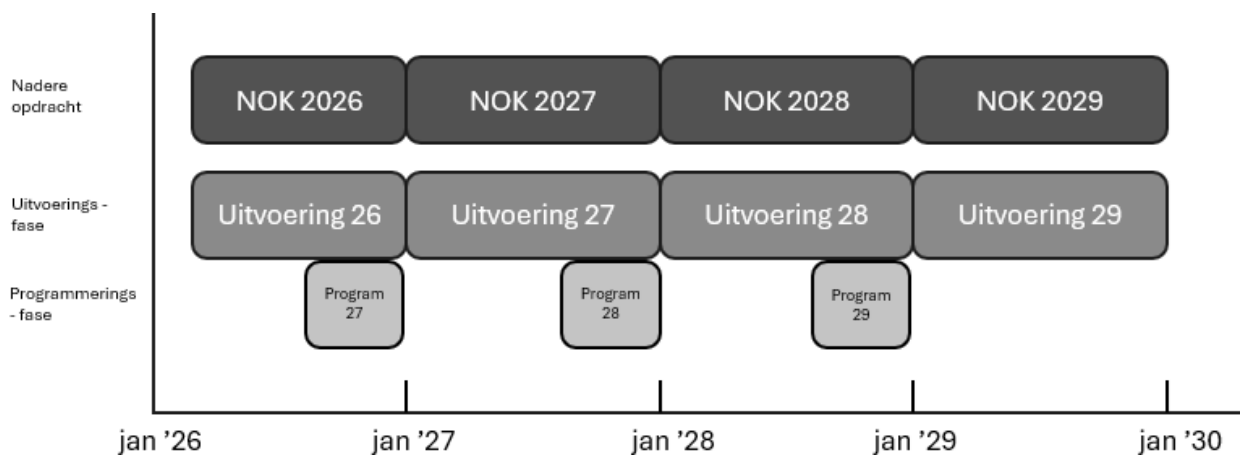 Nadere
opdracht
NOK 2026
NOK 2027
NOK 2028
NOK 2029
Uitvoerings -
fase
Uitvoering 26
Uitvoering 27
Uitvoering 28
Uitvoering 29
Programmerings
- fase
Program
27
Program
28
Program
29
jan ’26
jan ’27
jan ’28
jan ’29
jan ’30